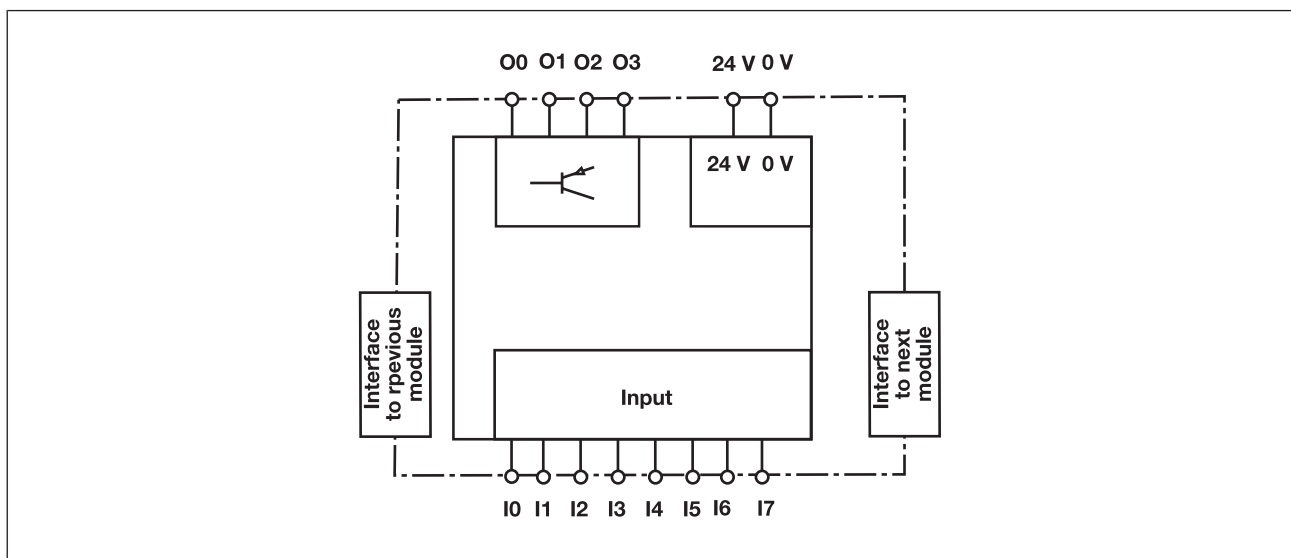 O0 O1 O2 O3 24 V 0 V
24 V 0 V
Interface
to rpevious
module
Interface
to next
module
Input
I0 I1 I2 I3 I4 I5 I6 I7